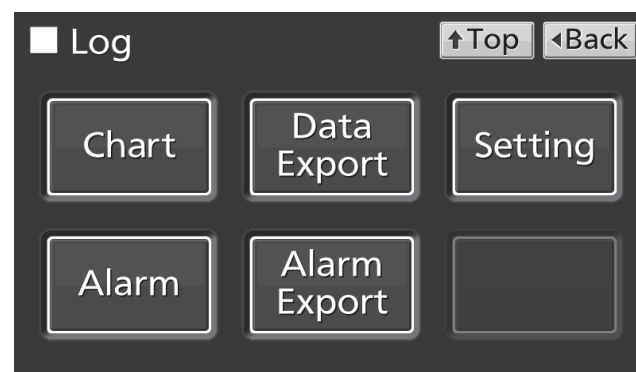 Log
Top
Back
Chart
Data
Export
Setting
Alarm
Alarm
Export